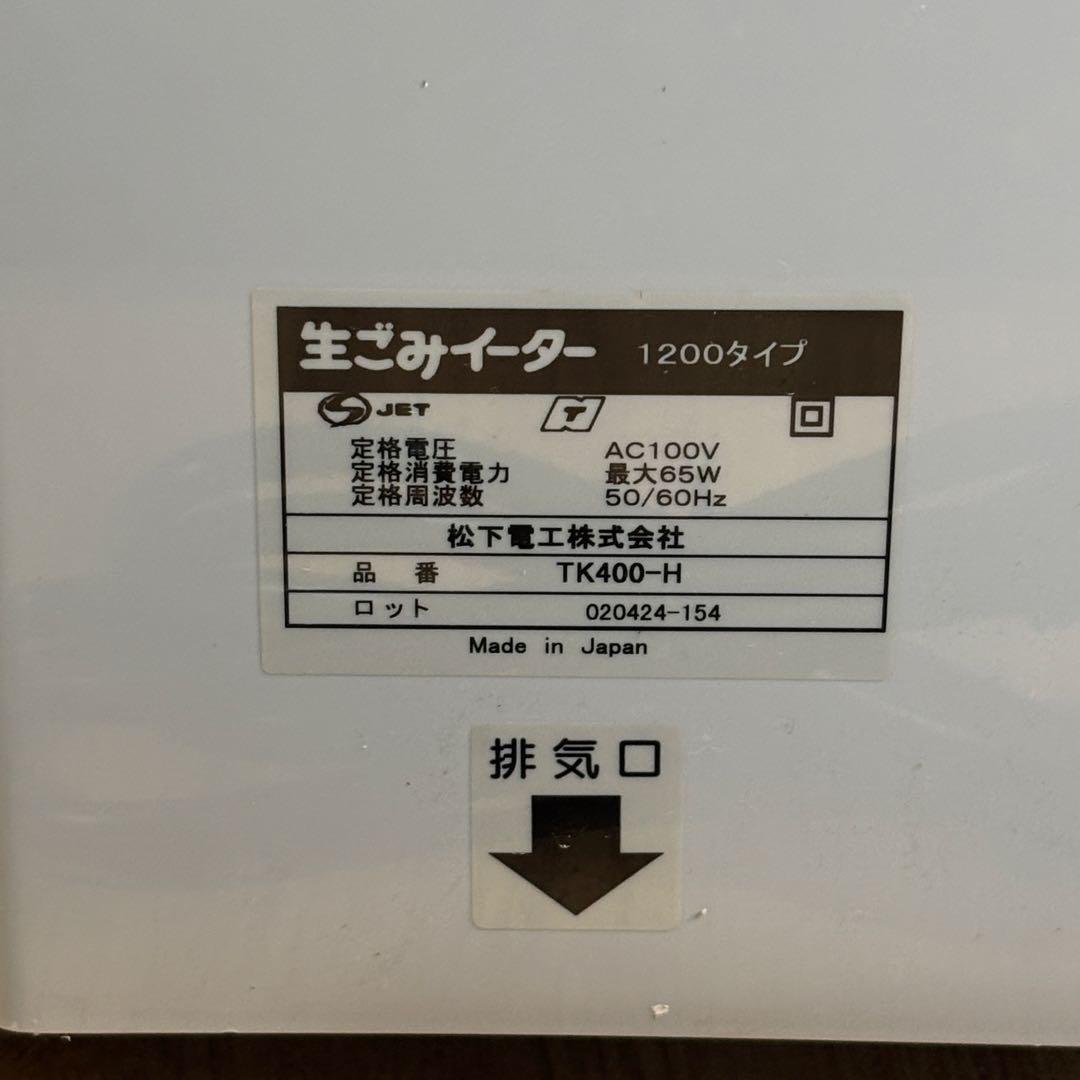 生ごみイーター 1200タイプ
JET T
定格電圧 AC100V
定格消費電力 最大65W
定格周波数 50/60Hz
松下電工株式会社
品番 TK400-H
ロット 020424-154
Made in Japan
排気口